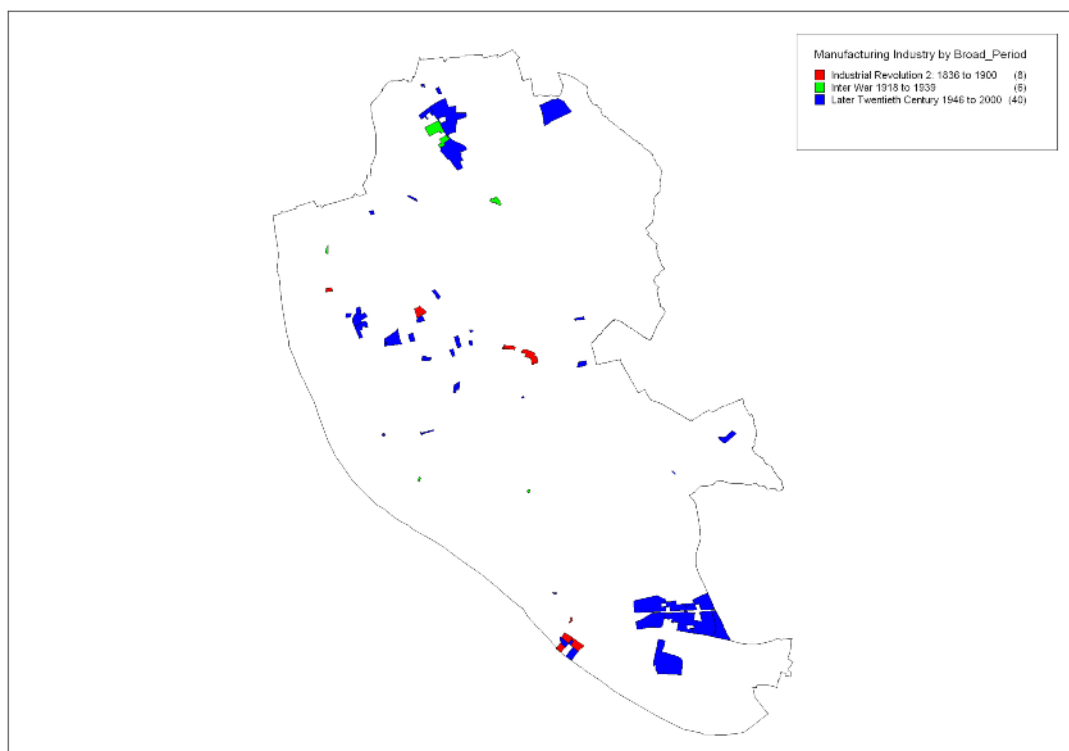 Manufacturing Industry by Broad_Period
Industrial Revolution 2: 1836 to 1900 (8)
Inter War 1918 to 1939 (6)
Later Twentieth Century 1946 to 2000 (40)